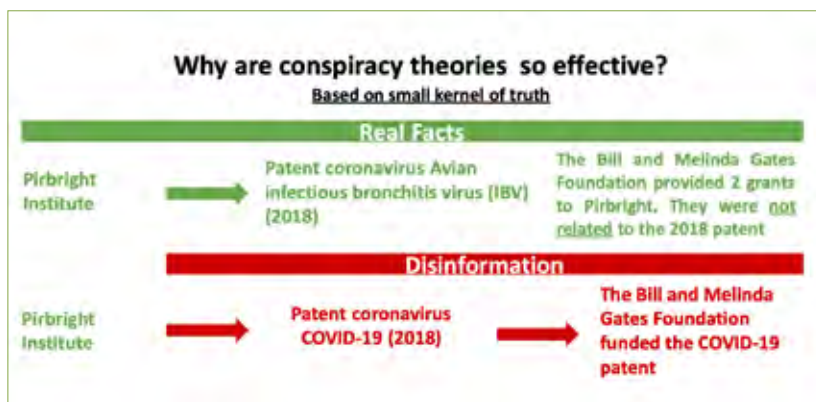 Why are conspiracy theories so effective?
Based on small kernel of truth
Real Facts
Pirbright
Institute
Patent coronavirus Avian
infectious bronchitis virus (IBV)
(2018)
The Bill and Melinda Gates
Foundation provided 2 grants
to Pirbright. They were not
related to the 2018 patent
Disinformation
Pirbright
Institute
Patent coronavirus
COVID-19 (2018)
The Bill and Melinda
Gates Foundation
funded the COVID-19
patent